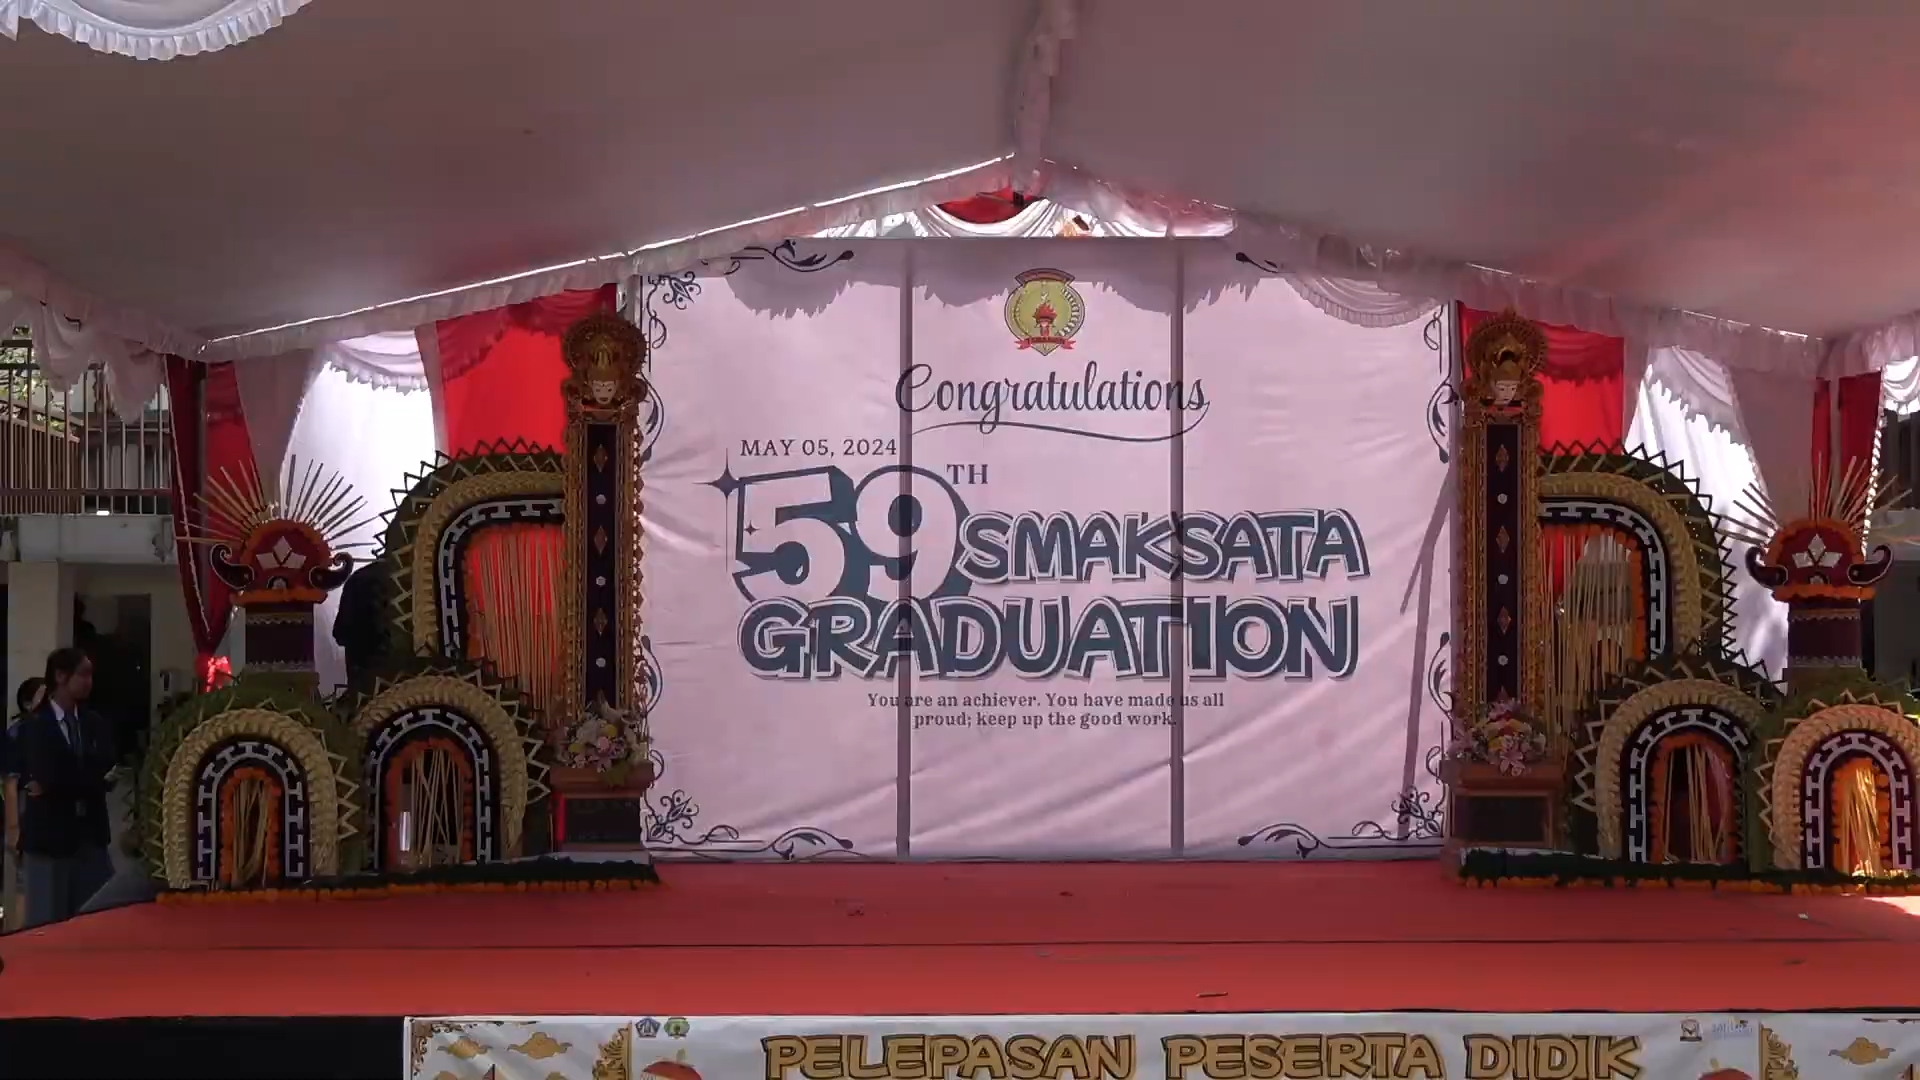 Congratulations
MAY 05, 2024
59TH SMAKSATA
GRADUATION
You are an achiever. You have made us all
proud; keep up the good work.
PELEPASAN PESERTA DIDIK